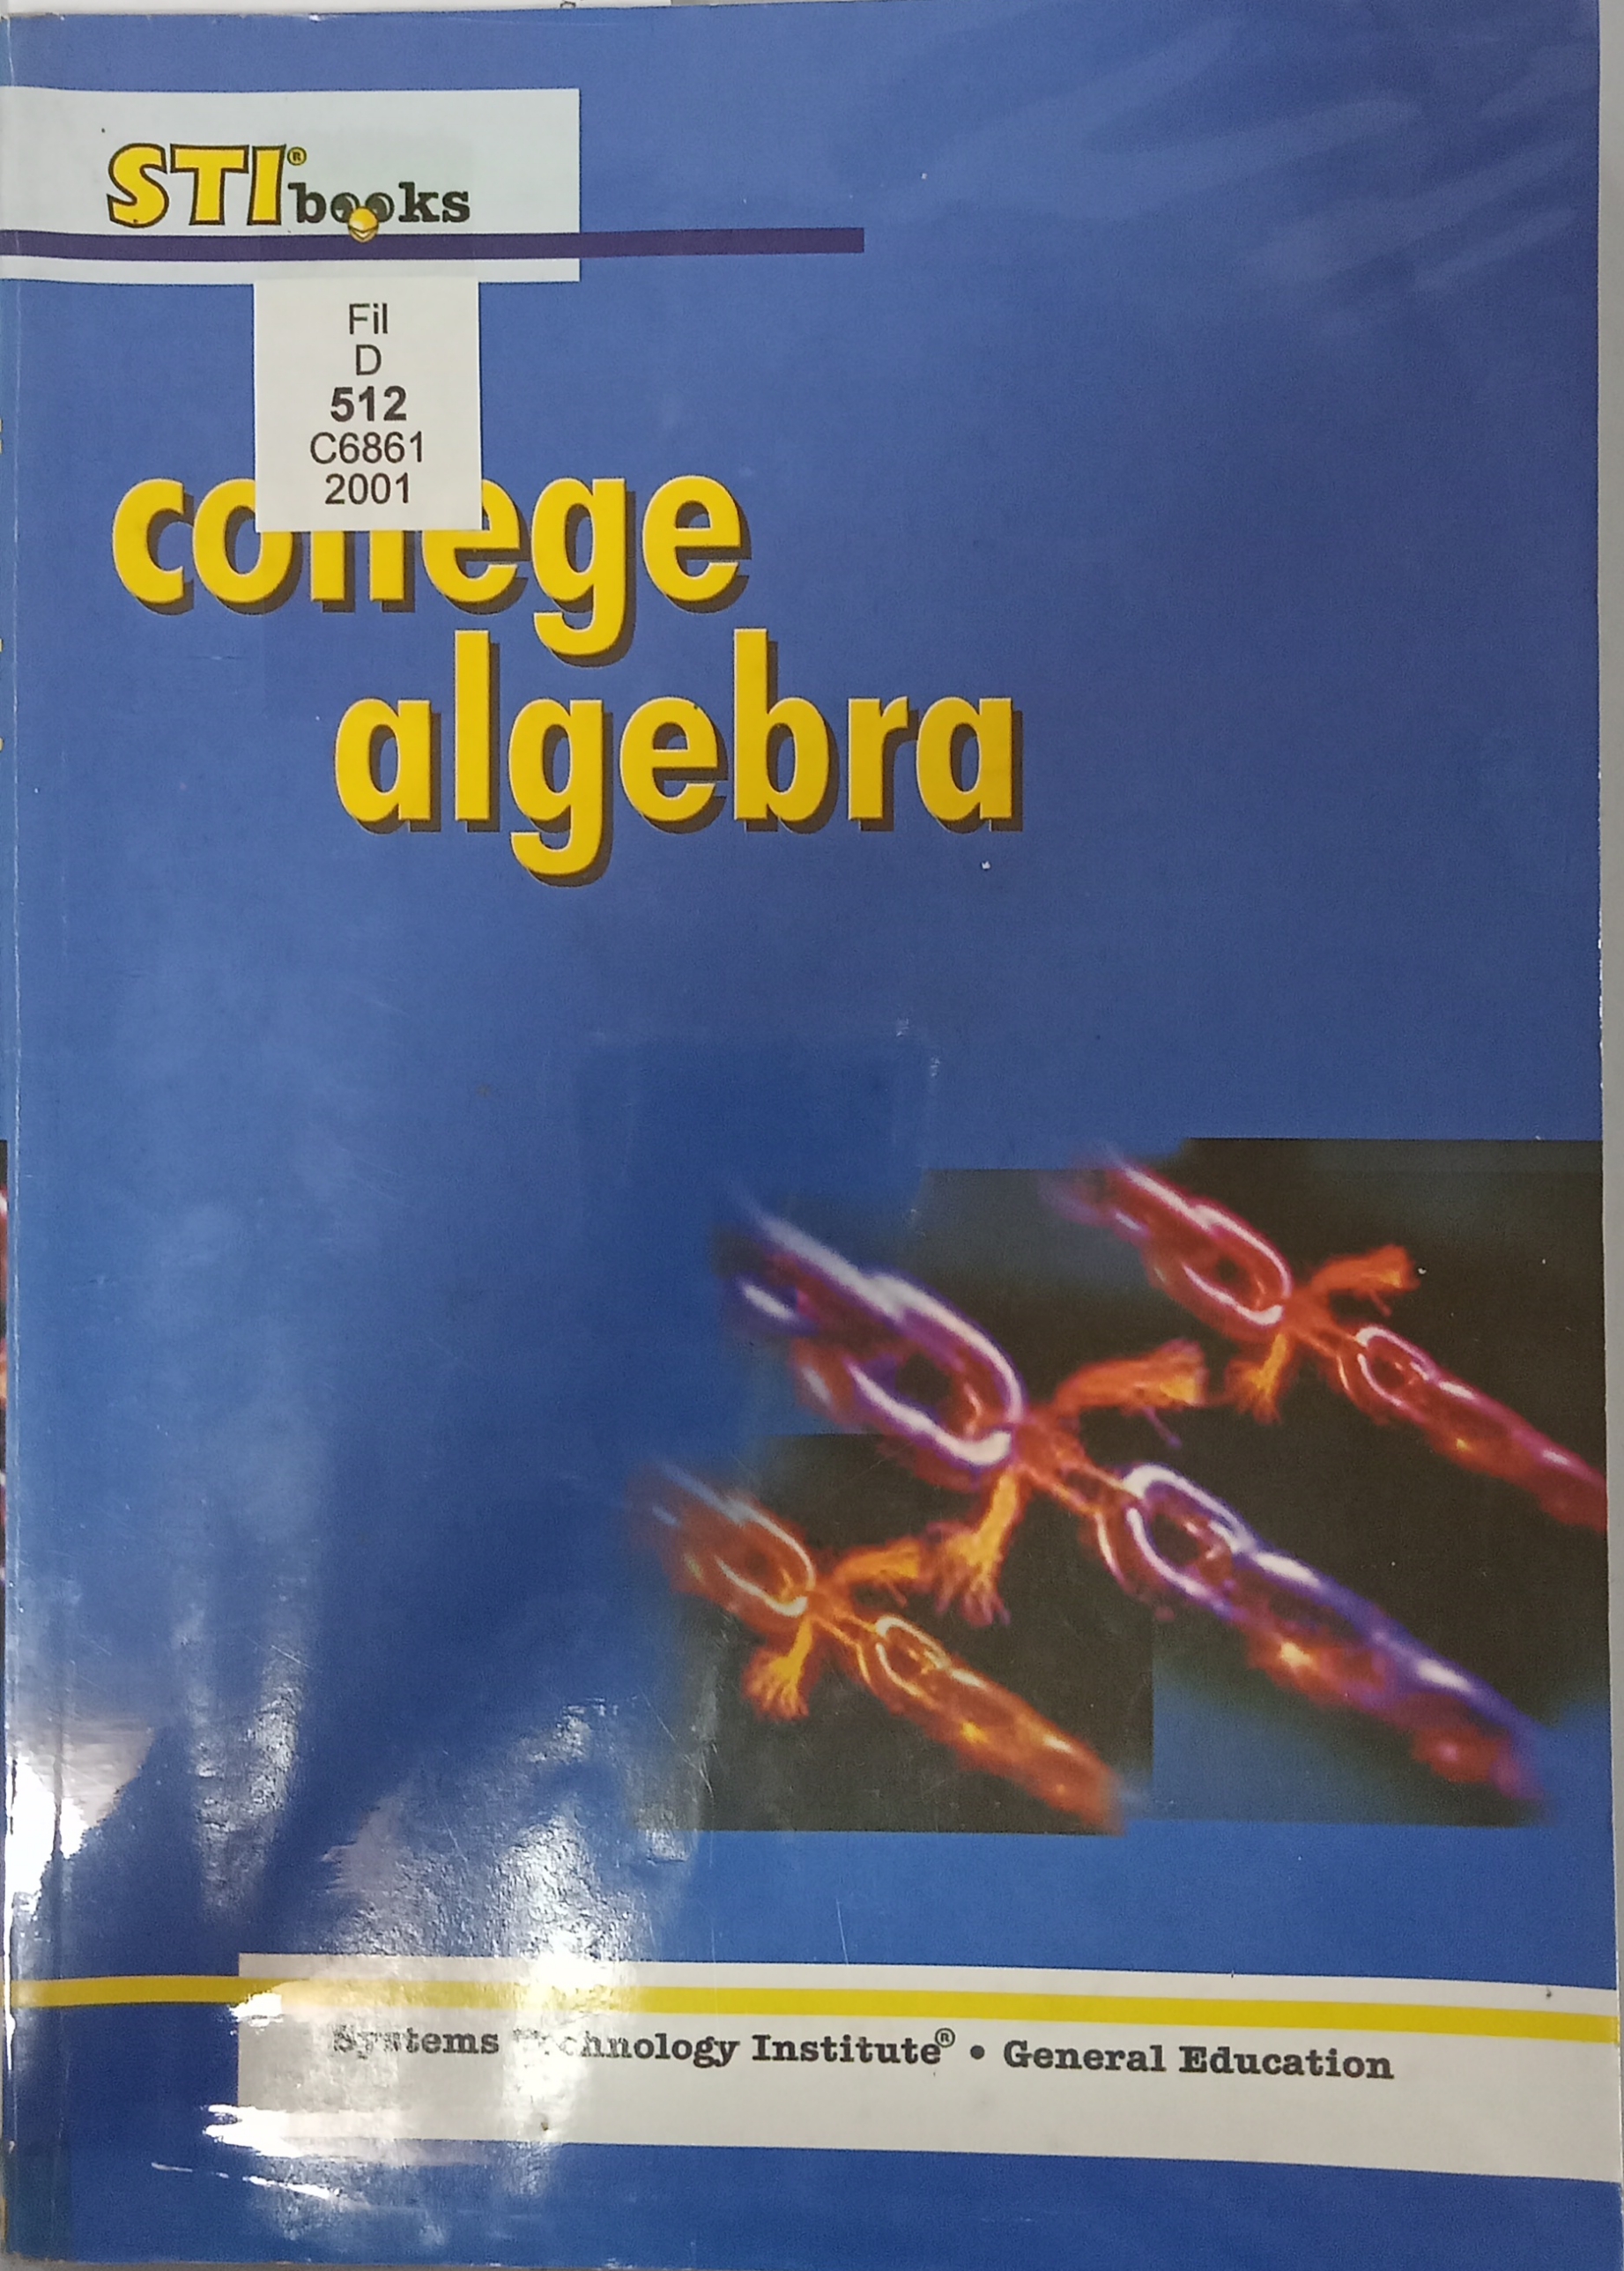 STI® books
Fil
D
512
C6861
2001
college
algebra
Systems Technology Institute® • General Education